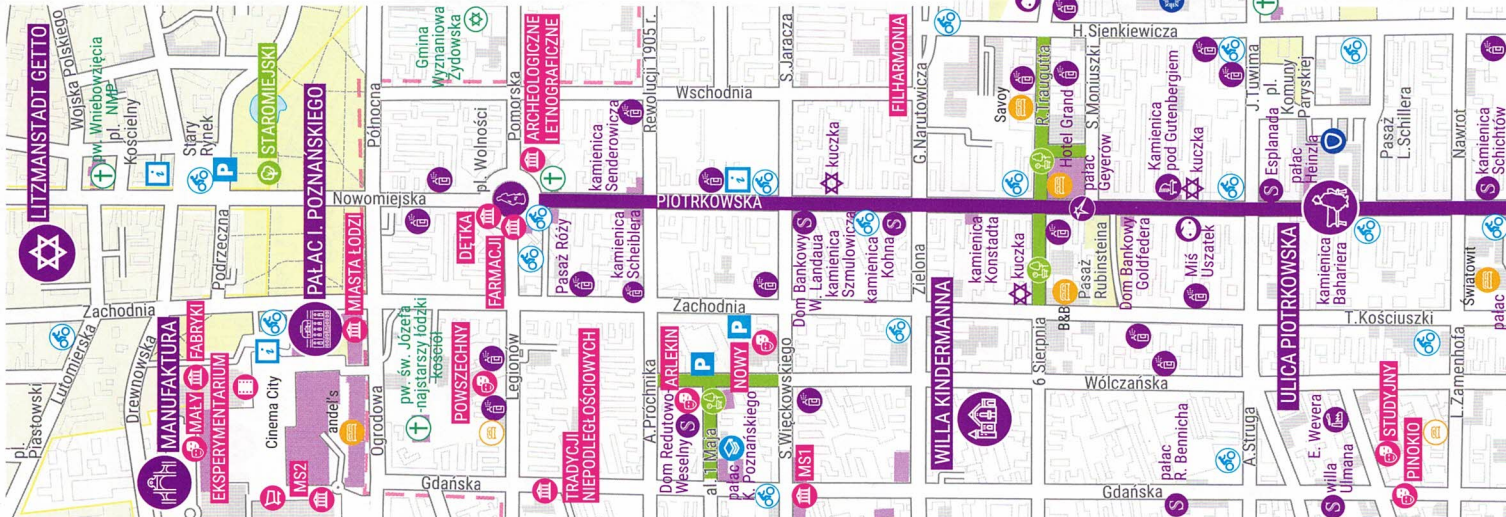 LITZMANSTADT GETTO
Wojska Polskiego
pw. Wniebowzięcia
NMP
pl.
Kościelny
Stary
Rynek
P
STAROMIEJSKI
PAŁAC I. POZNAŃSKIEGO
Podrzeczna
Zachodnia
Nowomiejska
Północna
Gmina
Wyznaniowa
Żydowska
pl. Wolności
Pomorska
ARCHEOLOGICZNE
I ETNOGRAFICZNE
kamienica
Senderowicza
Rewolucji 1905 r.
Wschodnia
S.Jaracza
FILHARMONIA
kuczka
G.Narutowicza
Savoy
R.Traugutta
Hotel Grand
H.Sienkiewicza
S.Moniuszki
pałac
Geyerów
Kamienica
pod Gutenbergiem
kuczka
J.Tuwima
pl.
Komuny
Paryskiej
Esplanada
pałac
Heinzla
Pasaż
L.Schillera
Nawrot
kamienica
Schichtów
PIOTRKOWSKA
DĘTKA
FARMACJI
Pasaż Róży
kamienica
Scheiblera
Zachodnia
Dom Bankowy
W. Landaua
kamienica
Szmulowicza
kamienica
Kohna
Zielona
kamienica
Konstadta
kuczka
Pasaż
Rubinsteina
B&B
Dom Bankowy
Goldfedera
Miś
Uszatek
ULICA PIOTRKOWSKA
kamienica
Bahariera
T.Kościuszki
Światowit
pałac
pl.
Piastowski
Lutomierska
Drewnowska
MANUFAKTURA
MAŁY
FABRYKI
EKSPERYMENTARIUM
Cinema City
MS2
andel's
MIASTA ŁODZI
Ogrodowa
pw. św. Józefa
-najstarszy łódzki
kościół
POWSZECHNY
Legionów
Gdańska
TRADYCJI
NIEPODLEGŁOŚCIOWYCH
A.Próchnika
ARLEKIN
P
P
NOWY
Dom Redutowo-
Weselny
al. 1 Maja
pałac
K. Poznańskiego
S.Więckowskiego
MS1
WILLA KINDERMANNA
6 Sierpnia
Wólczańska
pałac
R. Bennicha
Gdańska
A.Struga
E. Wevera
willa
Ulmana
STUDYJNY
PINOKIO
L.Zamenhofa